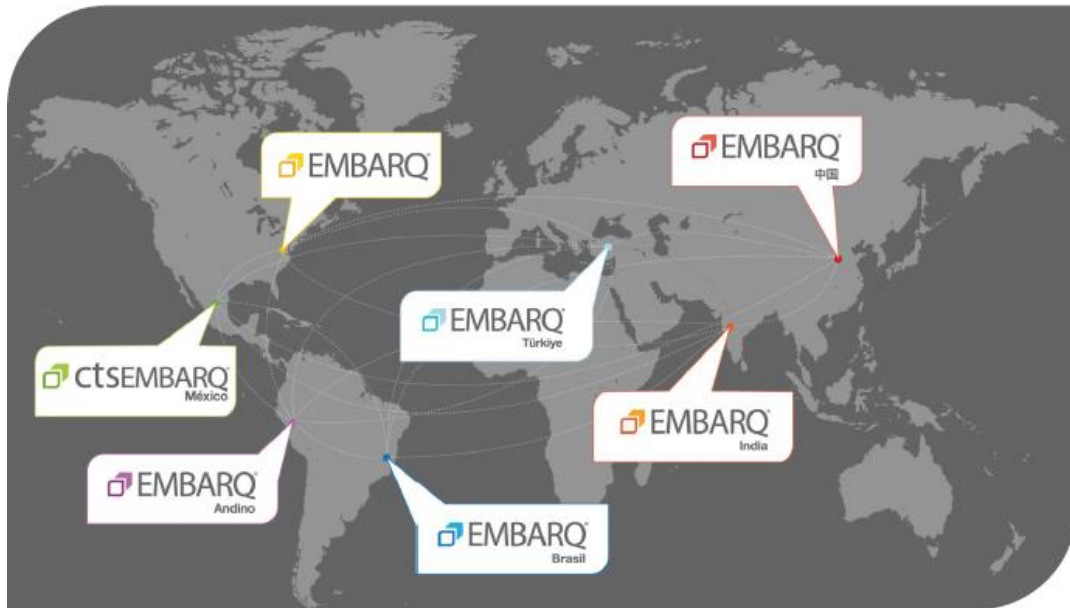 EMBARQ®
EMBARQ®
中国
EMBARQ®
Türkiye
ctsEMBARQ®
México
EMBARQ®
India
EMBARQ®
Andino
EMBARQ®
Brasil